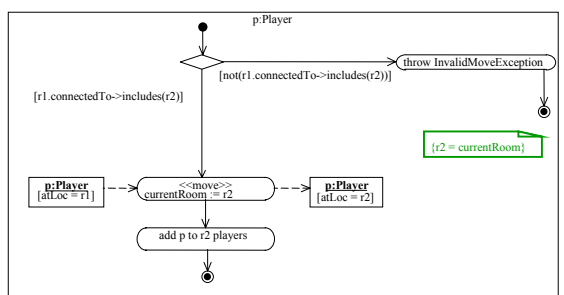 p:Player
throw InvalidMoveException
[not(r1.connectedTo->includes(r2))]
[r1.connectedTo->includes(r2)]
{r2 = currentRoom}
p:Player
[atLoc = r1]
<<move>>
currentRoom := r2
p:Player
[atLoc = r2]
add p to r2 players